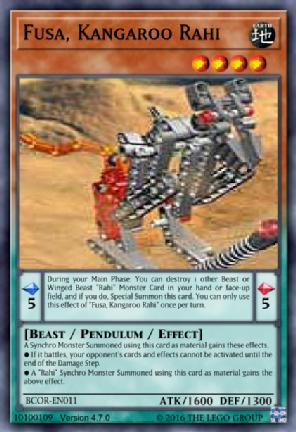 Fusa, Kangaroo Rahi
EARTH
地
During your Main Phase: You can destroy 1 other Beast or
Winged Beast "Rahi" Monster Card in your hand or face-up
field, and if you do, Special Summon this card. You can only use
this effect of "Fusa, Kangaroo Rahi" once per turn.
5
5
[Beast / Pendulum / Effect]
A Synchro Monster Summoned using this card as material gains these effects.
● If it battles, your opponent's cards and effects cannot be activated until the
end of the Damage Step.
● A "Rahi" Synchro Monster Summoned using this card as material gains the
above effect.
BCOR-EN011
ATK/1600 DEF/1300
10100109
Version 4.7.0
©2016 THE LEGO GROUP